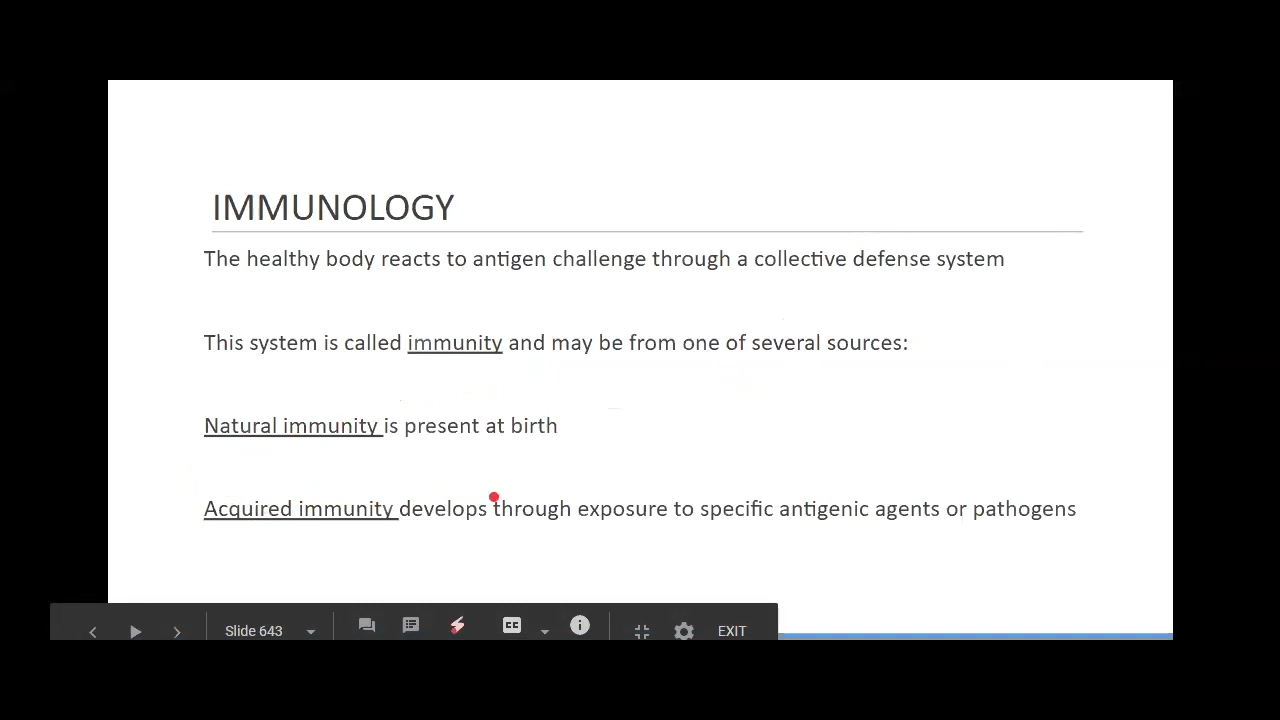 IMMUNOLOGY
The healthy body reacts to antigen challenge through a collective defense system
This system is called immunity and may be from one of several sources:
Natural immunity is present at birth
Acquired immunity develops through exposure to specific antigenic agents or pathogens
Slide 643
CC
EXIT